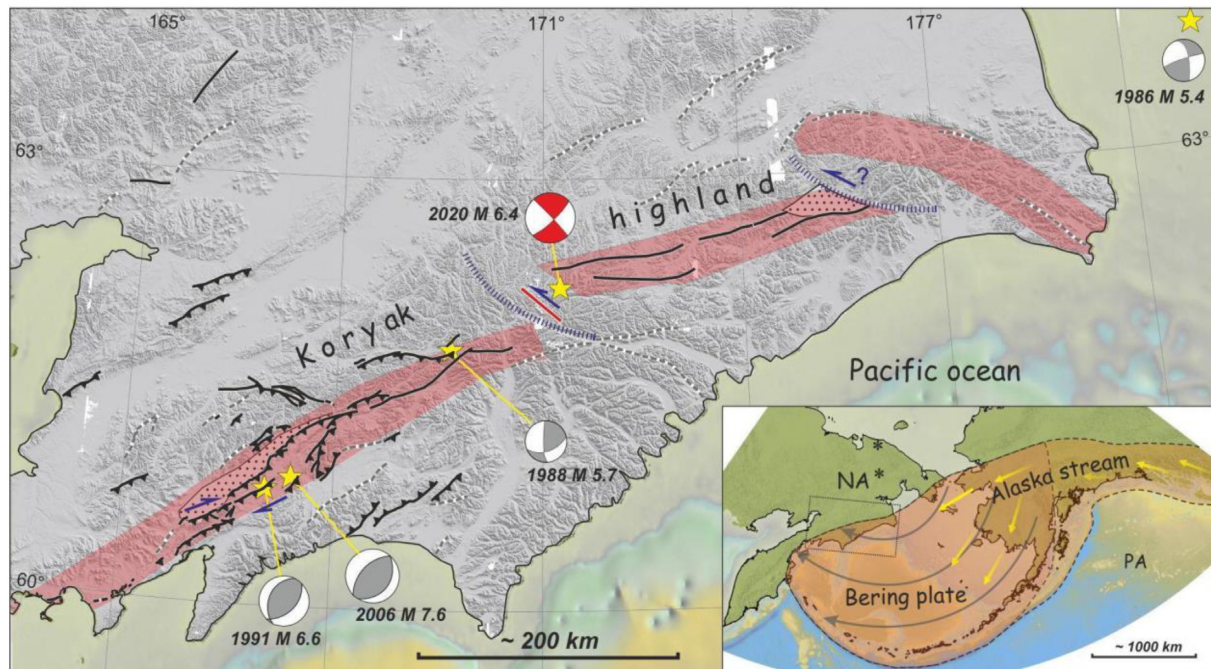 165°
171°
177°
1986 M 5.4
63°
63°
?
2020 M 6.4
highland
Koryak
Pacific ocean
1988 M 5.7
60°
1991 M 6.6
2006 M 7.6
~ 200 km
*
NA*
Alaska stream
PA
Bering plate
~ 1000 km